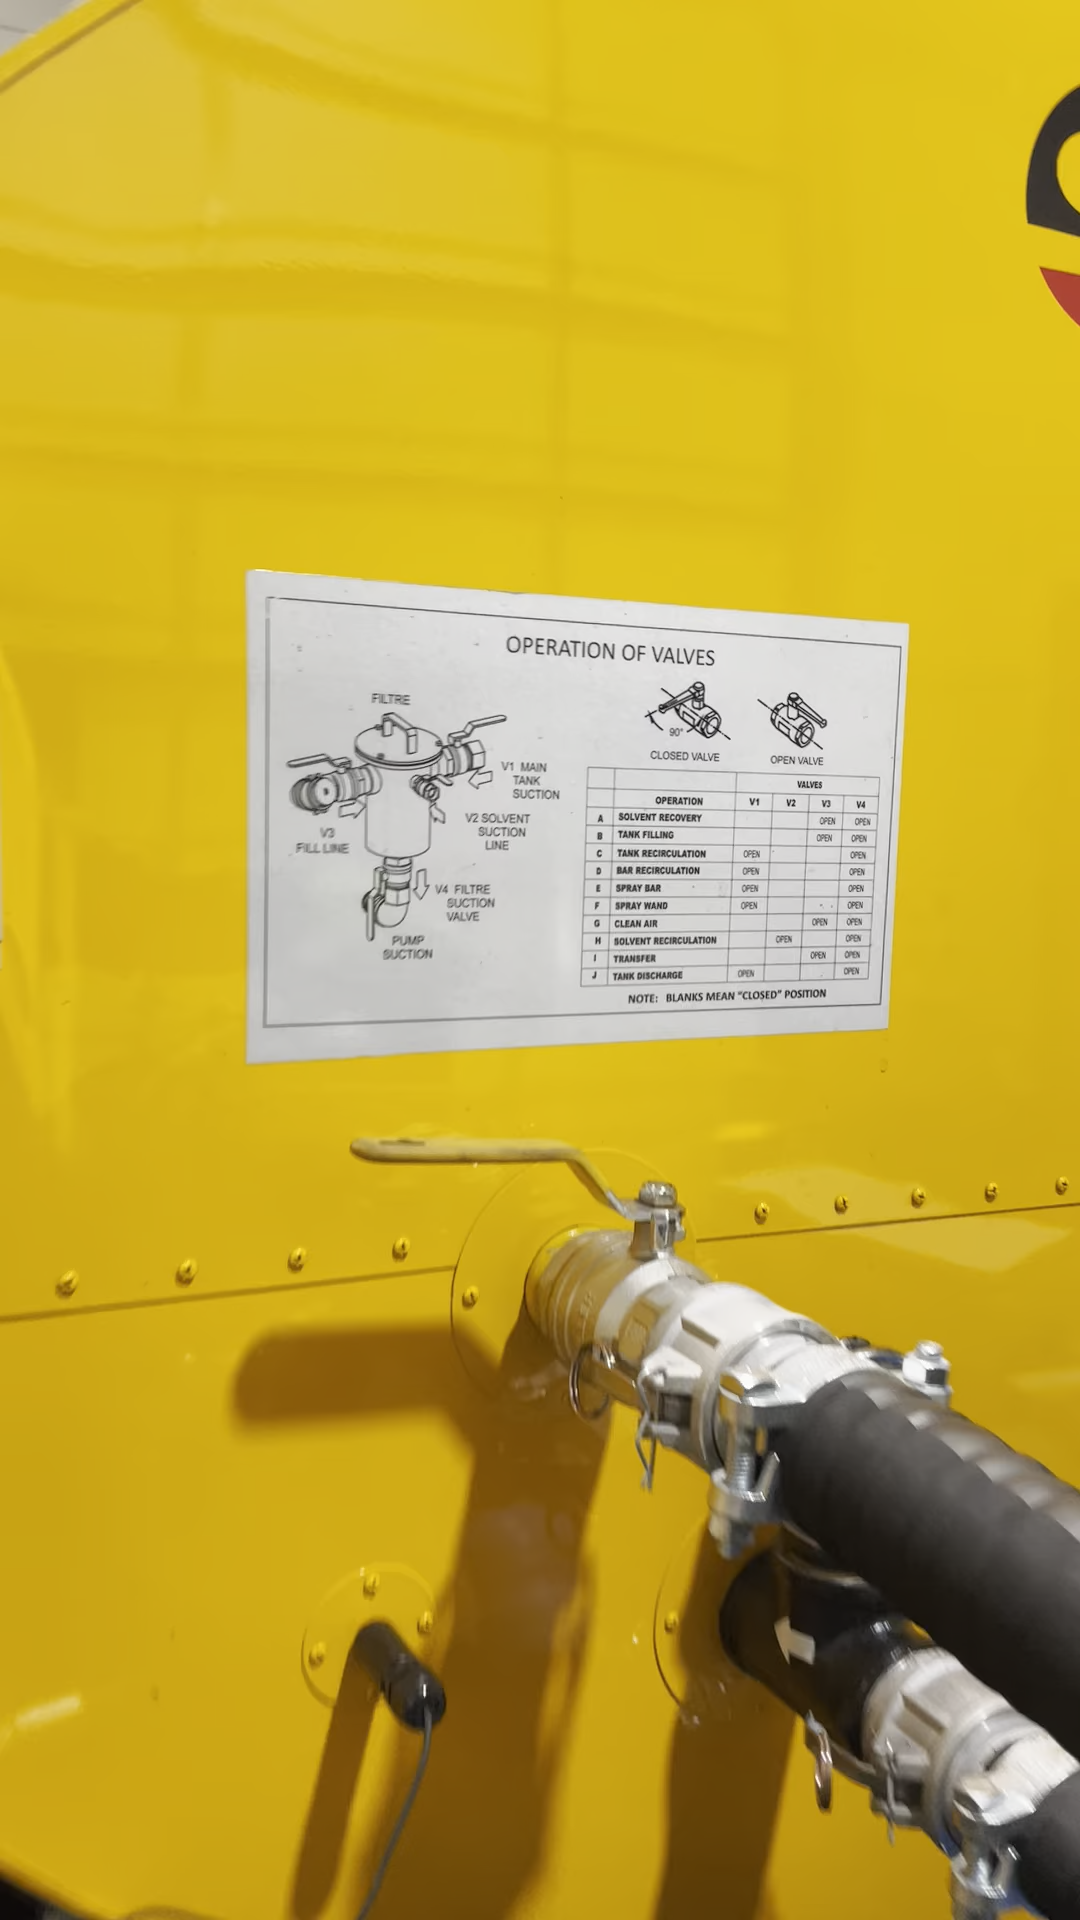 OPERATION OF VALVES
FILTRE
V1 MAIN
TANK
SUCTION
V2 SOLVENT
SUCTION
LINE
V3
FILL LINE
V4 FILTRE
SUCTION
VALVE
PUMP
SUCTION
90°
CLOSED VALVE
OPEN VALVE
VALVES
OPERATION V1 V2 V3 V4
A SOLVENT RECOVERY OPEN OPEN
B TANK FILLING OPEN OPEN
C TANK RECIRCULATION OPEN OPEN
D BAR RECIRCULATION OPEN OPEN
E SPRAY BAR OPEN OPEN
F SPRAY WAND OPEN OPEN
G CLEAN AIR OPEN OPEN
H SOLVENT RECIRCULATION OPEN OPEN
I TRANSFER OPEN OPEN
J TANK DISCHARGE OPEN OPEN
NOTE: BLANKS MEAN "CLOSED" POSITION